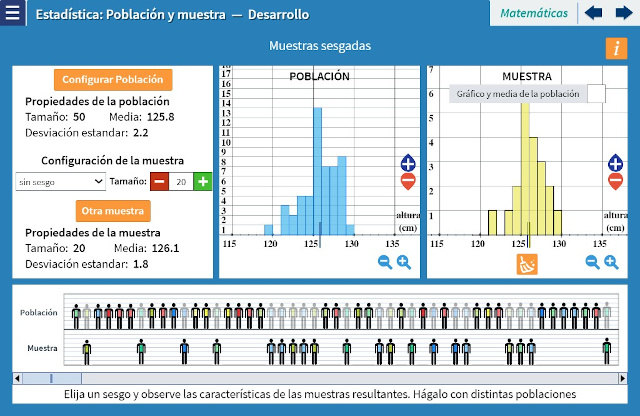 Estadística: Población y muestra — Desarrollo
Matemáticas
Muestras sesgadas
i
Configurar Población
Propiedades de la población
Tamaño: 50 Media: 125.8
Desviación estandar: 2.2
Configuración de la muestra
sin sesgo Tamaño: − 20 +
Otra muestra
Propiedades de la muestra
Tamaño: 20 Media: 126.1
Desviación estandar: 1.8
POBLACIÓN
17
16
15
14
13
12
11
10
9
8
7
6
5
4
3
2
1
altura
(cm)
115 120 125 130 135
MUESTRA
Gráfico y media de la población
7
6
5
4
3
2
1
altura
(cm)
115 120 125 130 135
Población
Muestra
Elija un sesgo y observe las características de las muestras resultantes. Hágalo con distintas poblaciones